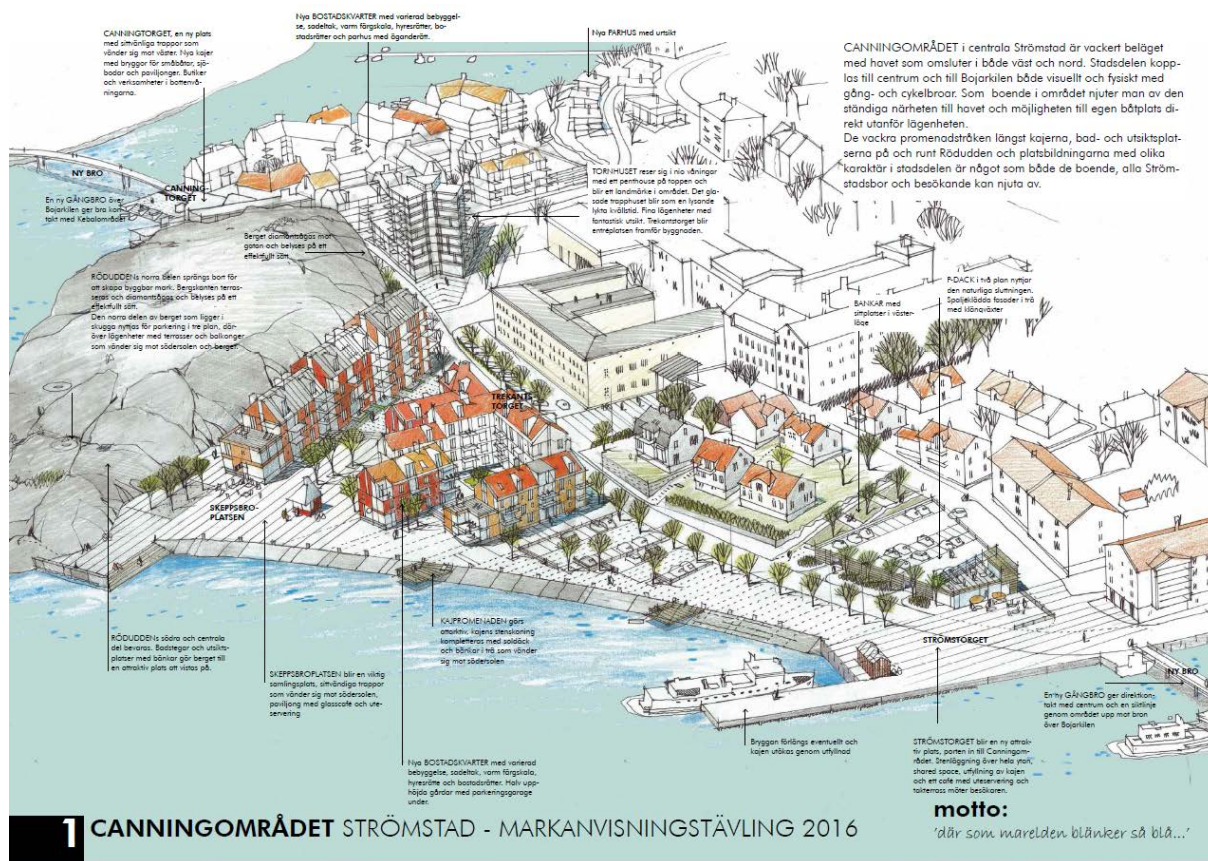 CANNINGTORGET, en ny plats
med sittvänliga trappor som
vänder sig mot väster. Nya kajer
med bryggor för småbåtar, sjö-
bodar och paviljonger. Butiker
och verksamheter i bottenvå-
ningarna.
Nya BOSTADSKVARTER med varierad bebyggel-
se, sadeltak, varm färgskala, hyresrätter, bo-
stadsrätter och parhus med äganderätt.
Nya PARHUS med utsikt
CANNINGOMRÅDET i centrala Strömstad är vackert beläget
med havet som omsluter i både väst och nord. Stadsdelen kopp-
las till centrum och till Bojarkilen både visuellt och fysiskt med
gång- och cykelbroar. Som boende i området njuter man av den
ständiga närheten till havet och möjligheten till egen båtplats di-
rekt utanför lägenheten.
De vackra promenadstråken längst kajerna, bad- och utsiktsplat-
serna på och runt Rödudden och platsbildningarna med olika
karaktär i stadsdelen är något som både de boende, alla Ström-
stadsbor och besökande kan njuta av.
NY BRO
CANNING-
TORGET
En ny GÅNGBRO över
Bojarkilen ger bra kon-
takt med Kebalområdet
TORNHUSET reser sig i nio våningar
med ett penthouse på toppen och
blir ett landmärke i området. Det gla-
sade trapphuset blir som en lysande
lykta kvällstid. Fina lägenheter med
fantastisk utsikt. Trekantstorget blir
entréplatsen framför byggnaden.
Berget diamantsågas mot
gatan och belyses på ett
effektfullt sätt
RÖDUDDENs norra delen sprängs bort för
att skapa byggbar mark. Bergskanten terras-
seras och diamantsågas och belyses på ett
effektfullt sätt.
Den norra delen av berget som ligger i
skugga nyttjas för parkering i tre plan, där-
över lägenheter med terrasser och balkonger
som vänder sig mot södersolen och berget.
BÄNKAR med
sittplatser i väster-
läge
P-DÄCK i två plan nyttjar
den naturliga sluttningen.
Spaljéklädda fasader i trä
med klängväxter
TREKANTS-
TORGET
SKEPPSBRO-
PLATSEN
RÖDUDDENs södra och centrala
del bevaras. Badstegar och utsikts-
platser med bänkar gör berget till
en attraktiv plats att vistas på.
SKEPPSBROPLATSEN blir en viktig
samlingsplats, sittvändiga trappor
som vänder sig mot södersolen,
paviljong med glasscafé och ute-
servering
KAJPROMENADEN görs
attarktiv. kajens stenskoning
kompletteras med soldäck
och bänkar i trä som vänder
sig mot södersolen
Nya BOSTADSKVARTER med varierad
bebyggelse, sadeltak, varm färgskala,
hyresrätte och bostadsrätter. Halv upp-
höjda gårdar med parkeringsgarage
under.
Bryggan förlängs eventuellt och
kajen utökas genom utfyllnad
STRÖMSTORGET
STRÖMSTORGET blir en ny attrak-
tiv plats, porten in till Canningom-
rådet. Stenläggning över hela ytan,
shared space, utfyllning av kajen
och ett café med uteservering och
takterrass möter besökaren.
NY BRO
En ny GÅNGBRO ger direktkon-
takt med centrum och en siktlinje
genom området upp mot bron
över Bojarkilen
1 CANNINGOMRÅDET STRÖMSTAD - MARKANVISNINGSTÄVLING 2016
motto:
'där som marelden blänker så blå...'